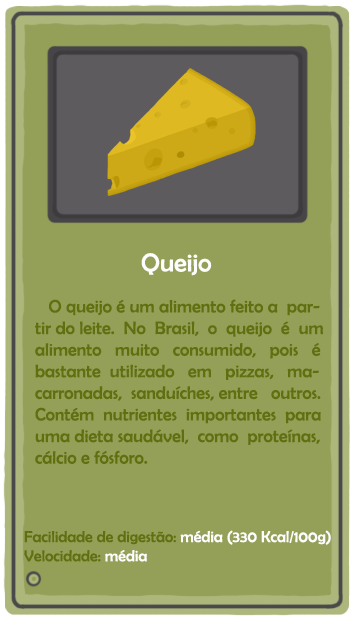 Queijo
O queijo é um alimento feito a par-
tir do leite. No Brasil, o queijo é um
alimento muito consumido, pois é
bastante utilizado em pizzas, ma-
carronadas, sanduíches, entre outros.
Contém nutrientes importantes para
uma dieta saudável, como proteínas,
cálcio e fósforo.
Facilidade de digestão: média (330 Kcal/100g)
Velocidade: média